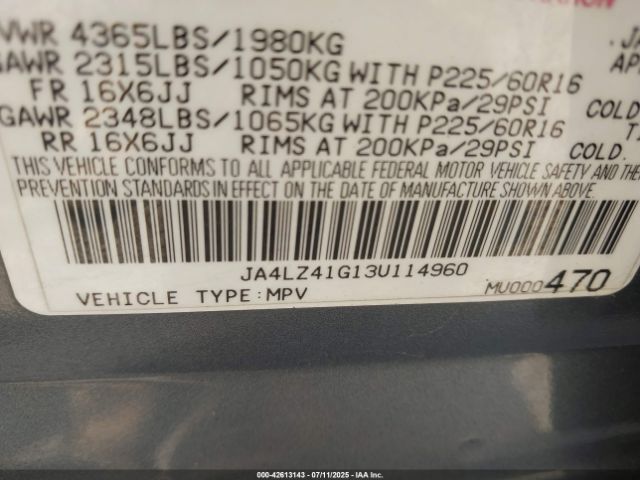 VWR 4365LBS/1980KG
GAWR 2315LBS/1050KG WITH P225/60R16
FR 16X6JJ RIMS AT 200KPa/29PSI COLD
GAWR 2348LBS/1065KG WITH P225/60R16
RR 16X6JJ RIMS AT 200KPa/29PSI COLD.
THIS VEHICLE CONFORMS TO ALL APPLICABLE FEDERAL MOTOR VEHICLE SAFETY AND THE
PREVENTION STANDARDS IN EFFECT ON THE DATE OF MANUFACTURE SHOWN ABOVE.
JA4LZ41G13U114960
VEHICLE TYPE:MPV MU000470
000-42613143 - 07/11/2025 - IAAI.COM